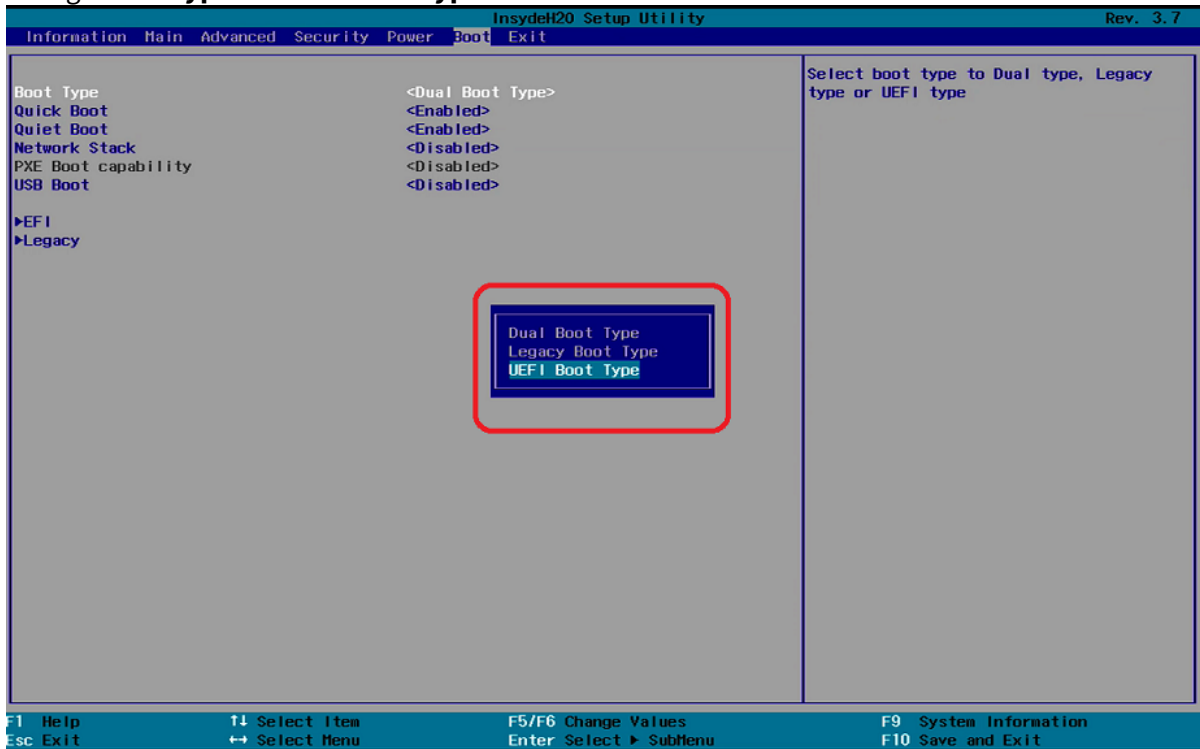 InsydeH20 Setup Utility Rev. 3.7
Information Main Advanced Security Power Boot Exit
Boot Type <Dual Boot Type>
Quick Boot <Enabled>
Quiet Boot <Enabled>
Network Stack <Disabled>
PXE Boot capability <Disabled>
USB Boot <Disabled>
▶EFI
▶Legacy
Select boot type to Dual type, Legacy
type or UEFI type
Dual Boot Type
Legacy Boot Type
UEFI Boot Type
F1 Help ↑↓ Select Item F5/F6 Change Values F9 System Information
Esc Exit ↔ Select Menu Enter Select ▶ SubMenu F10 Save and Exit